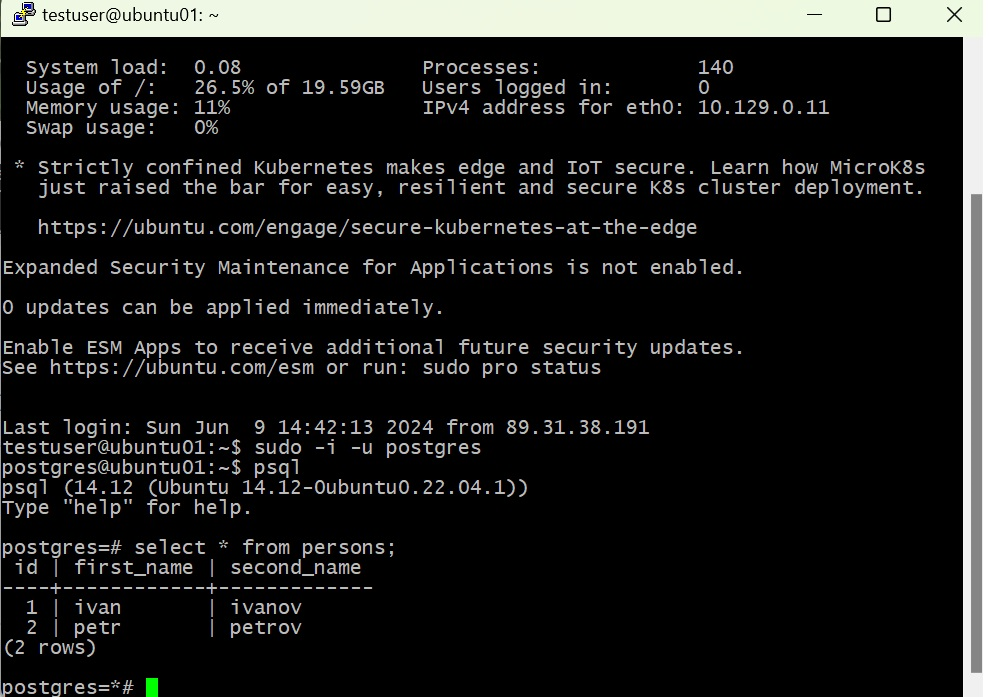 testuser@ubuntu01: ~
System load:  0.08               Processes:             140
Usage of /:   26.5% of 19.59GB   Users logged in:       0
Memory usage: 11%                IPv4 address for eth0: 10.129.0.11
Swap usage:   0%
* Strictly confined Kubernetes makes edge and IoT secure. Learn how MicroK8s
just raised the bar for easy, resilient and secure K8s cluster deployment.
https://ubuntu.com/engage/secure-kubernetes-at-the-edge
Expanded Security Maintenance for Applications is not enabled.
0 updates can be applied immediately.
Enable ESM Apps to receive additional future security updates.
See https://ubuntu.com/esm or run: sudo pro status
Last login: Sun Jun  9 14:42:13 2024 from 89.31.38.191
testuser@ubuntu01:~$ sudo -i -u postgres
postgres@ubuntu01:~$ psql
psql (14.12 (Ubuntu 14.12-0ubuntu0.22.04.1))
Type "help" for help.
postgres=# select * from persons;
id | first_name | second_name
----+------------+-------------
1 | ivan       | ivanov
2 | petr       | petrov
(2 rows)
postgres=*#